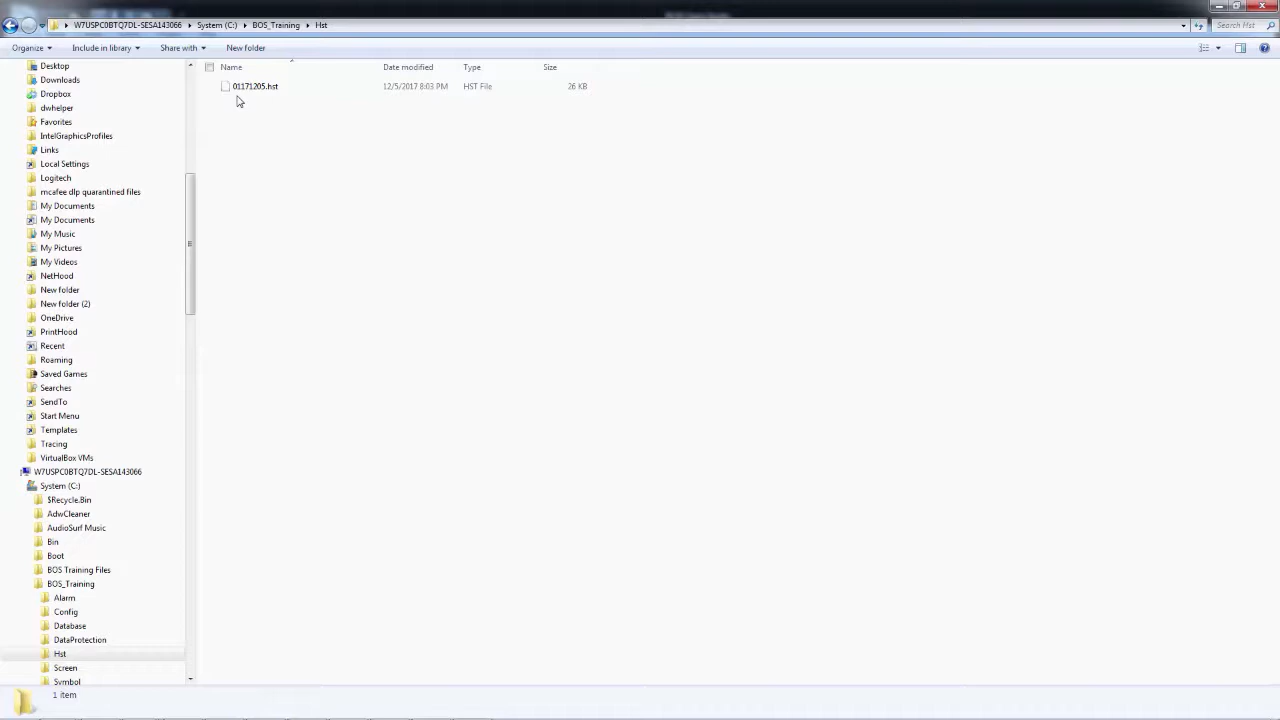 W7USPC0BTQ7DL-SESA143066 System (C:) BOS_Training Hst Search Hst
Organize Include in library Share with New folder
Name Date modified Type Size
01171205.hst 12/5/2017 8:03 PM HST File 26 KB
Desktop
Downloads
Dropbox
dwhelper
Favorites
IntelGraphicsProfiles
Links
Local Settings
Logitech
mcafee dlp quarantined files
My Documents
My Documents
My Music
My Pictures
My Videos
NetHood
New folder
New folder (2)
OneDrive
PrintHood
Recent
Roaming
Saved Games
Searches
SendTo
Start Menu
Templates
Tracing
VirtualBox VMs
W7USPC0BTQ7DL-SESA143066
System (C:)
$Recycle.Bin
AdwCleaner
AudioSurf Music
Bin
Boot
BOS Training Files
BOS_Training
Alarm
Config
Database
DataProtection
Hst
Screen
Symbol
1 item